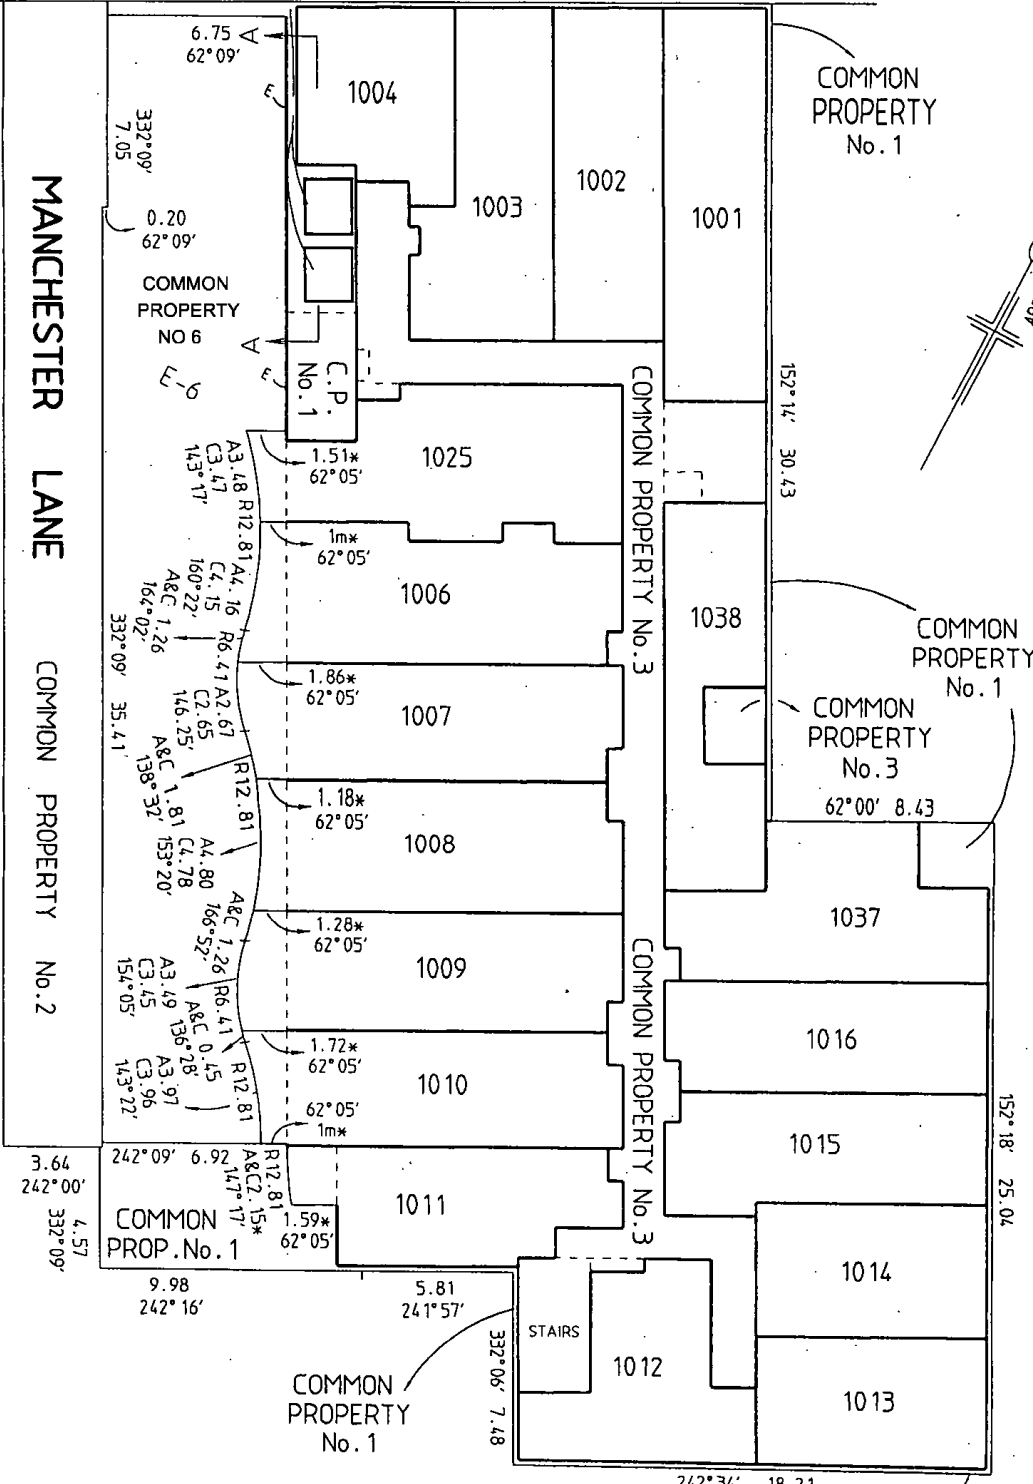 6.75
62°09'
A
E
1004
1003
1002
1001
COMMON
PROPERTY
No.1
332°09'
7.05
0.20
62°09'
COMMON
PROPERTY
NO 6
A
E-6
E
C.P.
No.1
MANCHESTER LANE
COMMON PROPERTY No.2
152°14' 30.43
1025
1.51*
62°05'
A3.48
C3.47
143°17'
R12.81
1m*
62°05'
1006
A4.16
C4.15
160°22'
A&C 1.26
164°02'
R6.41
332°09' 35.41
COMMON PROPERTY No.3
1038
COMMON
PROPERTY
No.1
1.86*
62°05'
1007
A2.67
C2.65
146.25'
A&C 1.81
138°32'
R12.81
COMMON
PROPERTY
No.3
62°00' 8.43
1.18*
62°05'
1008
A4.80
C4.78
153°20'
A&C 1.26
166°52'
1037
1.28*
62°05'
1009
R6.41
A3.49
C3.45
154°05'
A&C 0.45
136°28'
COMMON PROPERTY No.3
1016
1.72*
62°05'
1010
R12.81
A3.97
C3.96
143°22'
62°05'
1m*
1015
152°18' 25.04
3.64
242°00'
242°09' 6.92
R12.81
A&C2.15*
147°17'
1011
4.57
332°09'
COMMON
PROP.No.1
1.59*
62°05'
1014
9.98
242°16'
5.81
241°57'
STAIRS
332°06' 7.48
1012
1013
COMMON
PROPERTY
No.1
242°34' 18.21